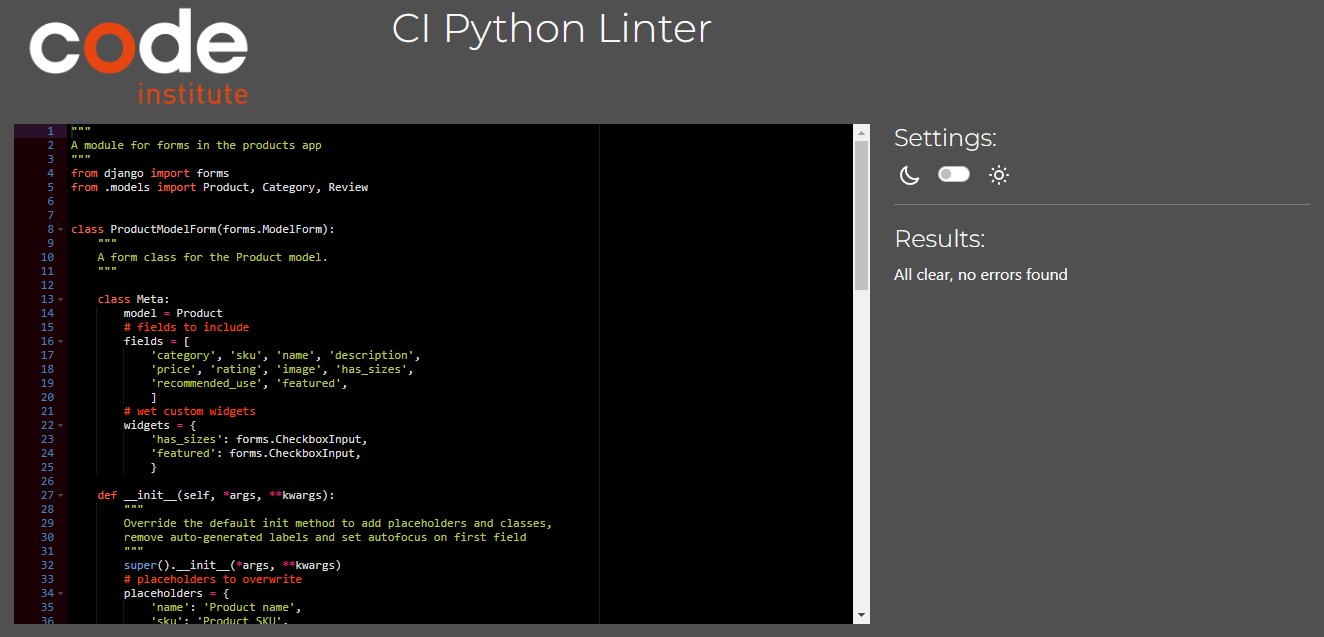 code
institute
CI Python Linter
1 """
2 A module for forms in the products app
3 """
4 from django import forms
5 from .models import Product, Category, Review
6
7
8 class ProductModelForm(forms.ModelForm):
9 """
10 A form class for the Product model.
11 """
12
13 class Meta:
14 model = Product
15 # fields to include
16 fields = [
17 'category', 'sku', 'name', 'description',
18 'price', 'rating', 'image', 'has_sizes',
19 'recommended_use', 'featured',
20 ]
21 # wet custom widgets
22 widgets = {
23 'has_sizes': forms.CheckboxInput,
24 'featured': forms.CheckboxInput,
25 }
26
27 def __init__(self, *args, **kwargs):
28 """
29 Override the default init method to add placeholders and classes,
30 remove auto-generated labels and set autofocus on first field
31 """
32 super().__init__(*args, **kwargs)
33 # placeholders to overwrite
34 placeholders = {
35 'name': 'Product name',
36 'sku': 'Product SKU',
Settings:
Results:
All clear, no errors found